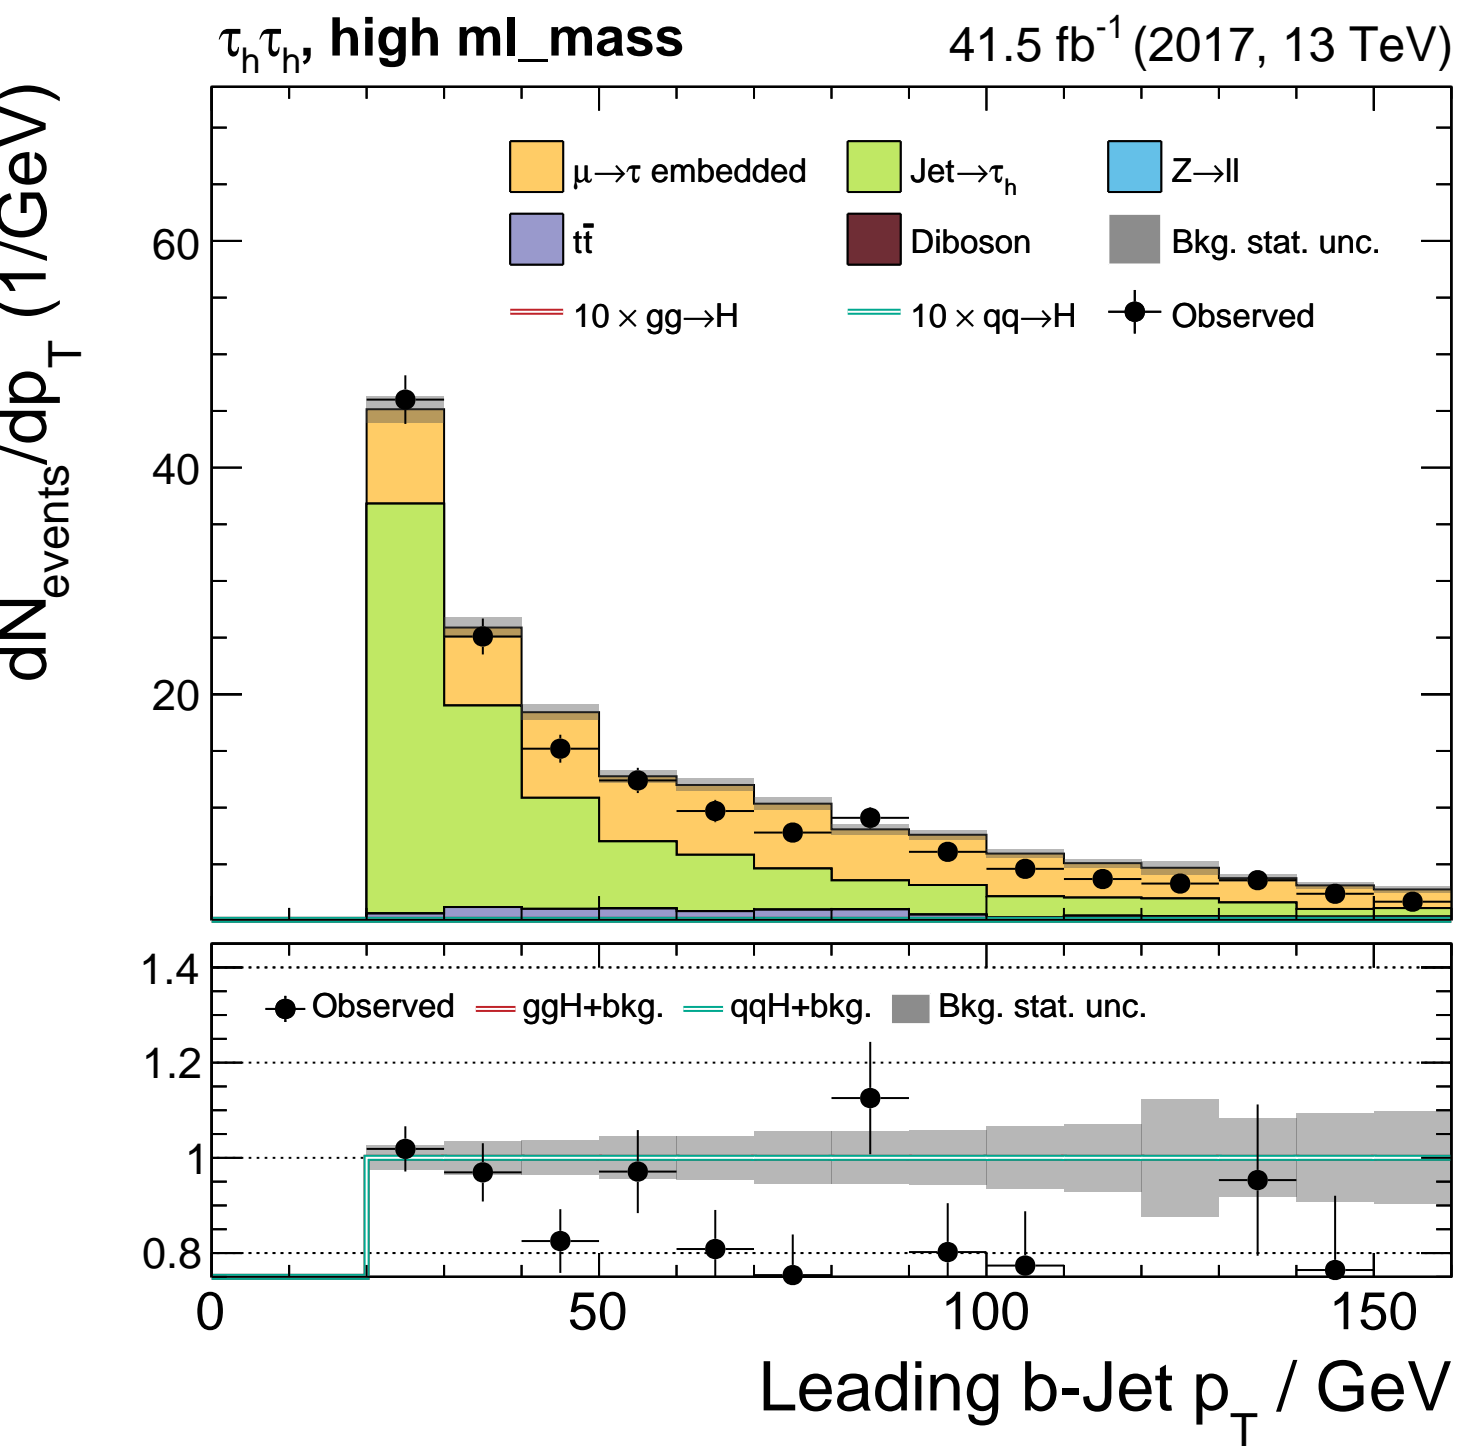 τhτh, high ml_mass 41.5 fb-1 (2017, 13 TeV)
dNevents/dpT (1/GeV)
μ→τ embedded Jet→τh Z→ll
tt̄ Diboson Bkg. stat. unc.
10 × gg→H 10 × qq→H Observed
60
40
20
1.4
Observed ggH+bkg. qqH+bkg. Bkg. stat. unc.
1.2
1
0.8
0 50 100 150
Leading b-Jet pT / GeV